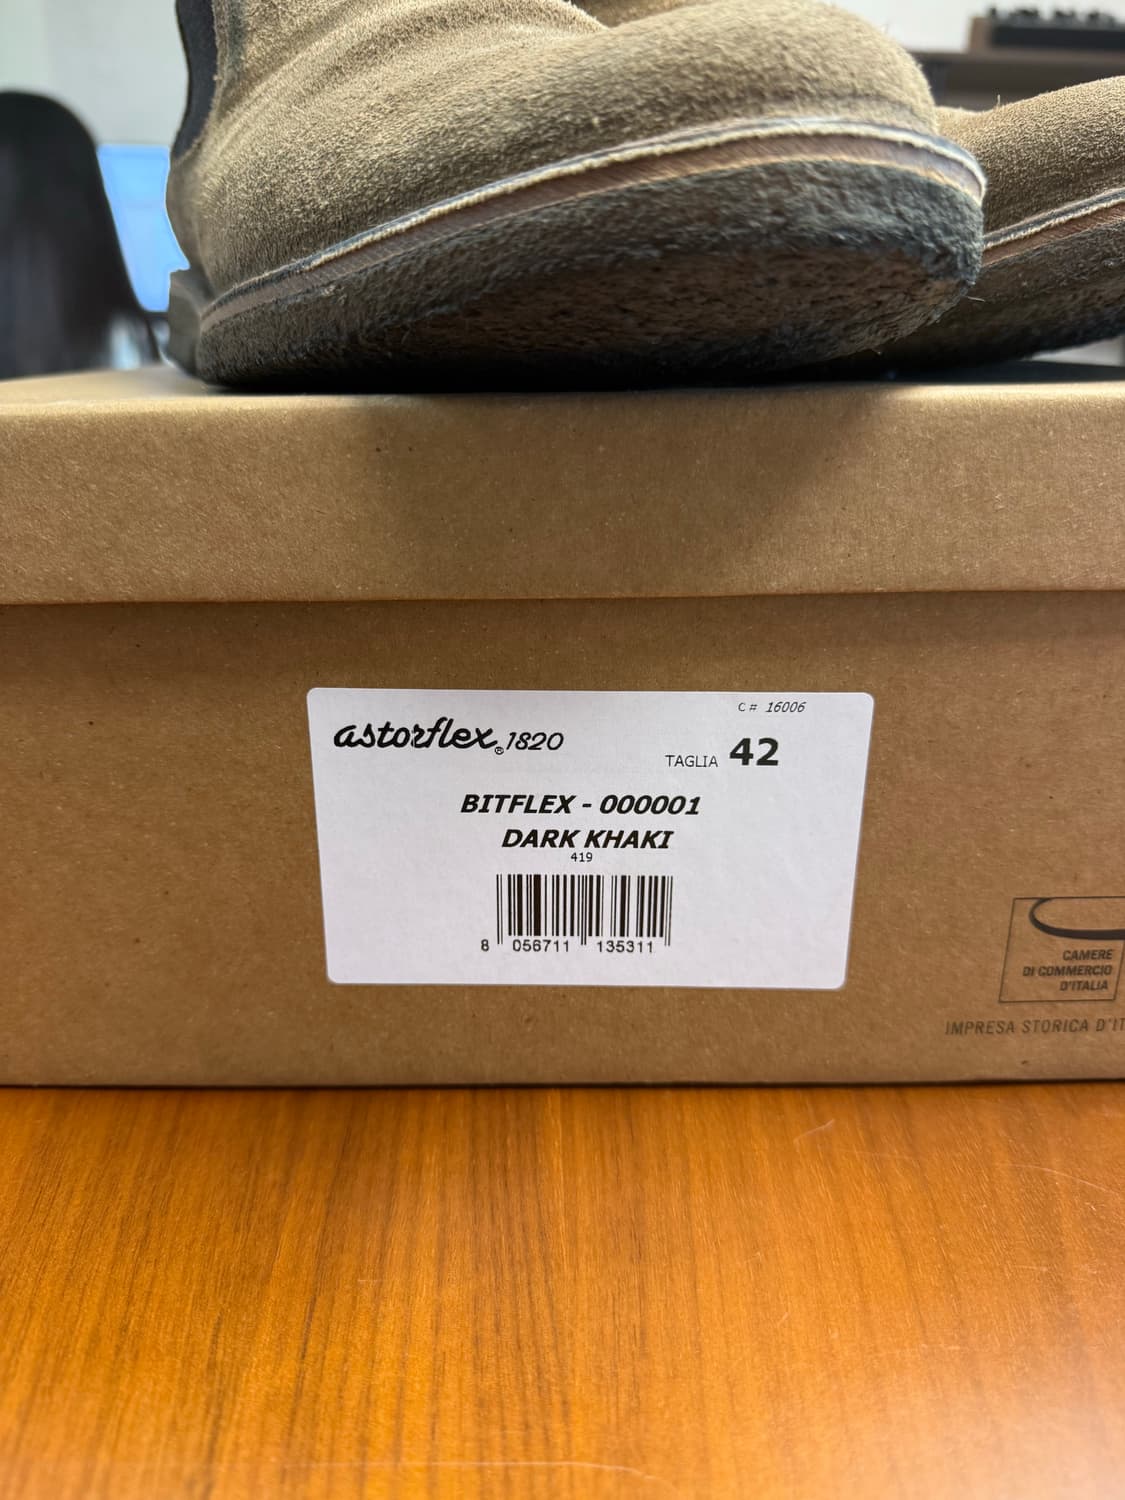 C# 16006
astorflex® 1820
TAGLIA 42
BITFLEX - 000001
DARK KHAKI
419
8 056711 135311
CAMERE
DI COMMERCIO
D'ITALIA
IMPRESA STORICA